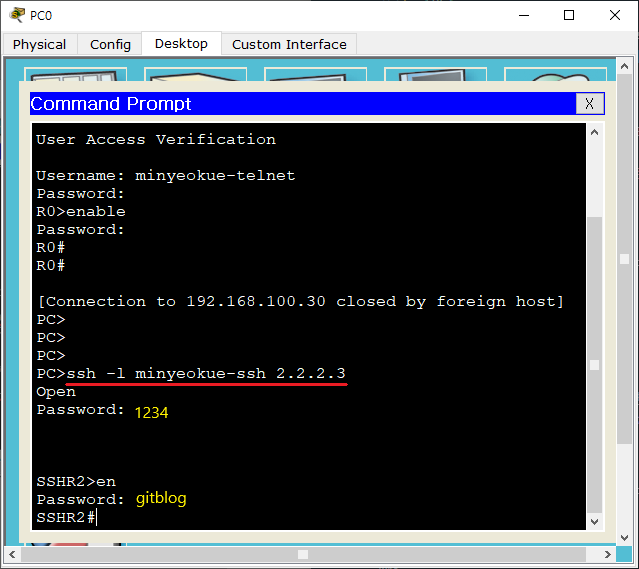 PC0
Physical Config Desktop Custom Interface
Command Prompt X
User Access Verification
Username: minyeokue-telnet
Password:
R0>enable
Password:
R0#
R0#
[Connection to 192.168.100.30 closed by foreign host]
PC>
PC>
PC>
PC>ssh -l minyeokue-ssh 2.2.2.3
Open
Password: 1234
SSHR2>en
Password: gitblog
SSHR2#